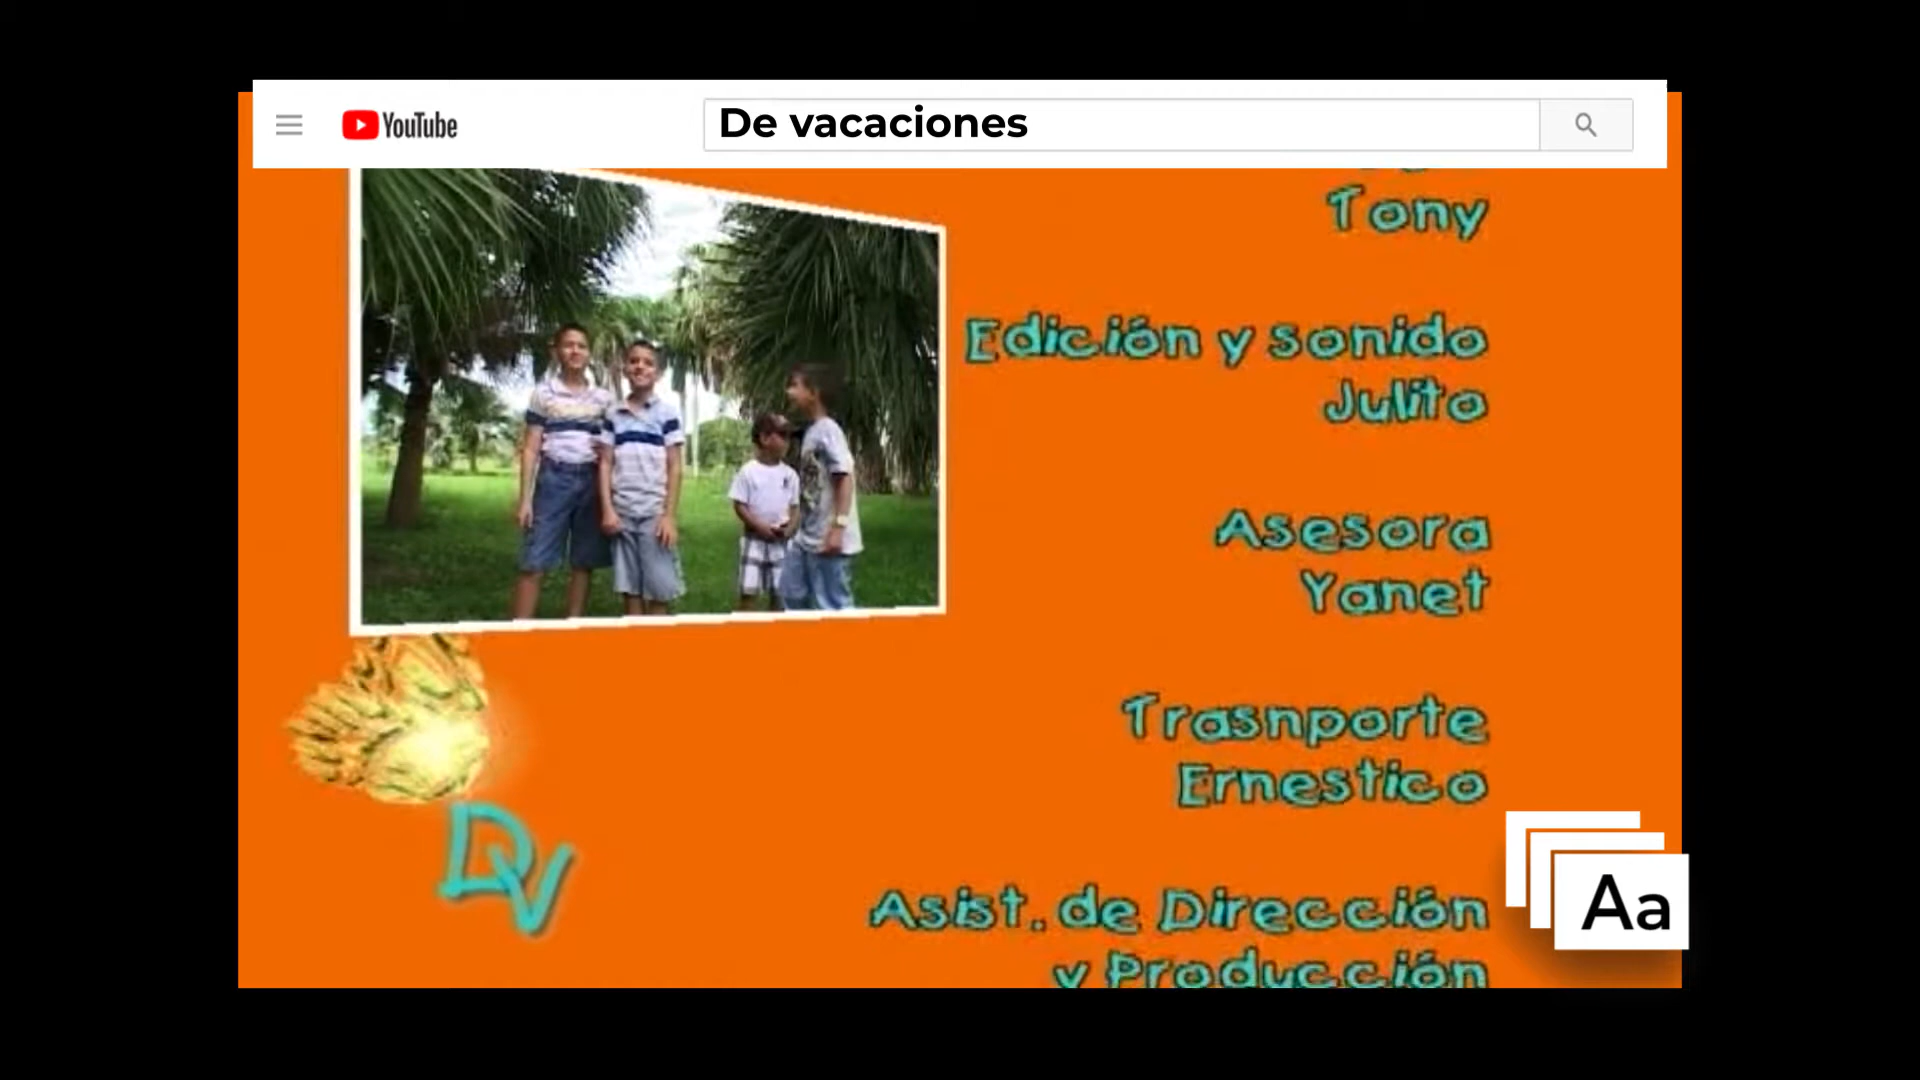 YouTube
De vacaciones
Tony
Edición y sonido
Julito
Asesora
Yanet
Trasnporte
Ernestico
DV
Asist. de Dirección
y Producción
Aa